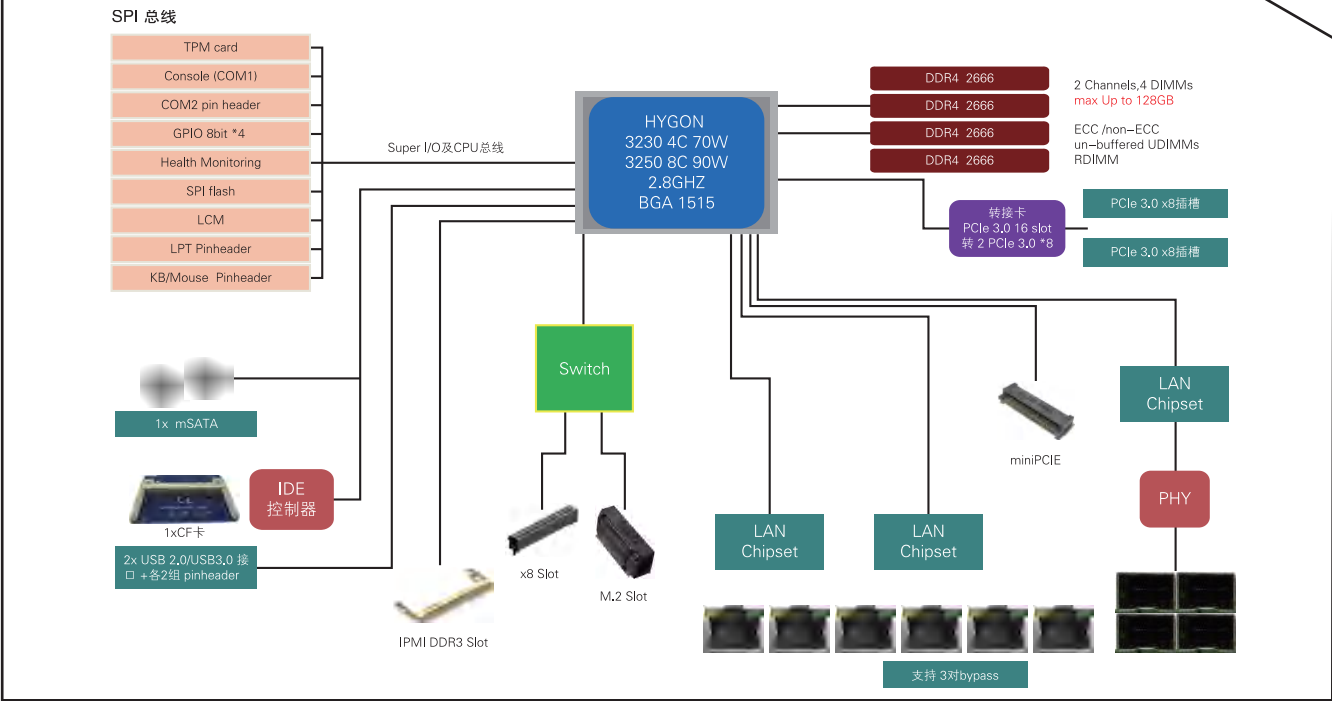 SPI 总线
TPM card
Console (COM1)
COM2 pin header
GPIO 8bit *4
Health Monitoring
SPI flash
LCM
LPT Pinheader
KB/Mouse Pinheader
Super I/O及CPU总线
HYGON
3230 4C 70W
3250 8C 90W
2.8GHZ
BGA 1515
DDR4 2666
DDR4 2666
DDR4 2666
DDR4 2666
2 Channels,4 DIMMs
max Up to 128GB
ECC /non-ECC
un-buffered UDIMMs
RDIMM
转接卡
PCIe 3.0 16 slot
转 2 PCIe 3.0 *8
PCIe 3.0 x8插槽
PCIe 3.0 x8插槽
1x mSATA
IDE
控制器
1xCF卡
2x USB 2.0/USB3.0 接
口 +各2组 pinheader
IPMI DDR3 Slot
Switch
x8 Slot
M.2 Slot
LAN
Chipset
LAN
Chipset
支持 3对bypass
miniPCIE
LAN
Chipset
PHY